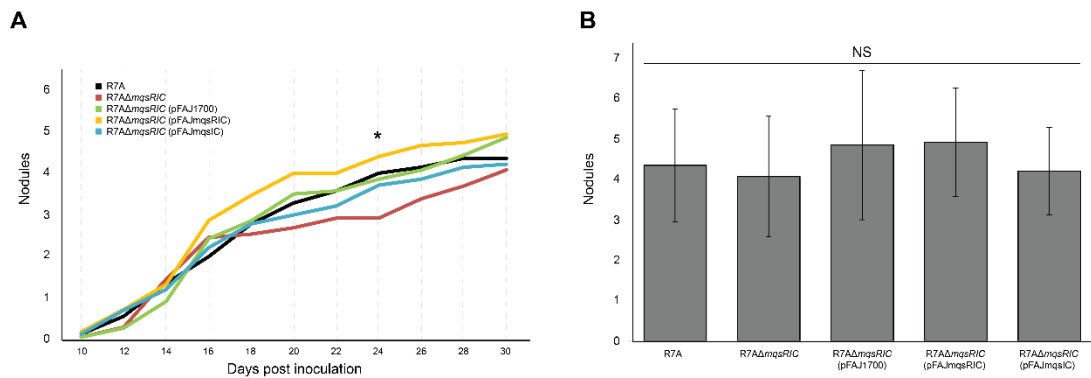 A
R7A
R7AΔmqsRIC
R7AΔmqsRIC (pFAJ1700)
R7AΔmqsRIC (pFAJmqsRIC)
R7AΔmqsRIC (pFAJmqsIC)
*
Nodules
6
5
4
3
2
1
0
10 12 14 16 18 20 22 24 26 28 30
Days post inoculation
B
NS
Nodules
7
6
5
4
3
2
1
0
R7A R7AΔmqsRIC R7AΔmqsRIC R7AΔmqsRIC R7AΔmqsRIC
(pFAJ1700) (pFAJmqsRIC) (pFAJmqsIC)